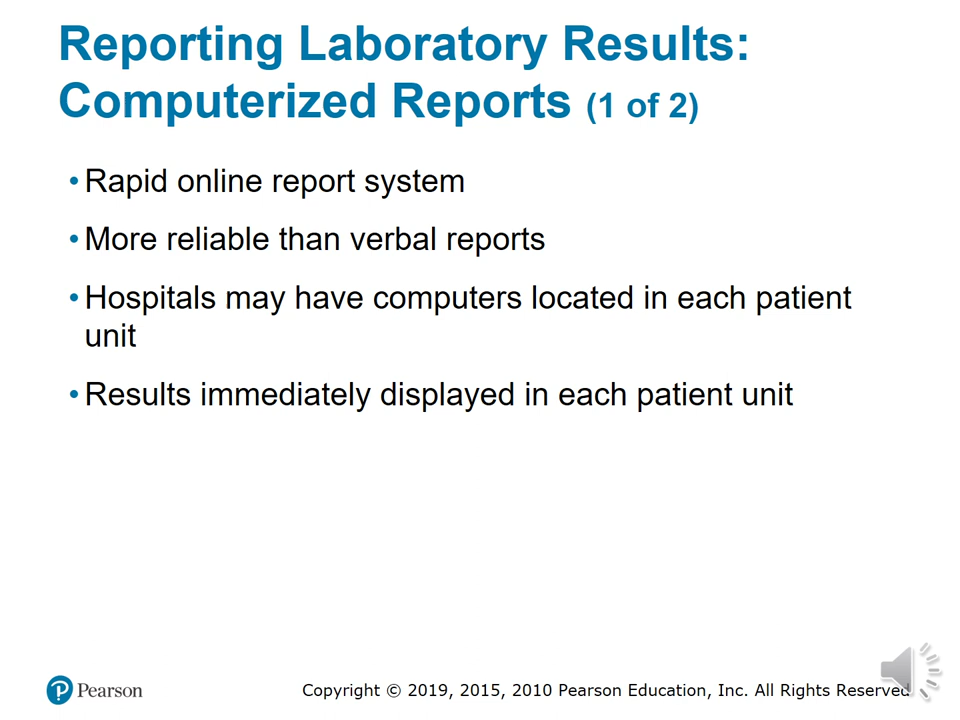 Reporting Laboratory Results:
Computerized Reports (1 of 2)
• Rapid online report system
• More reliable than verbal reports
• Hospitals may have computers located in each patient
unit
• Results immediately displayed in each patient unit
Pearson
Copyright © 2019, 2015, 2010 Pearson Education, Inc. All Rights Reserved